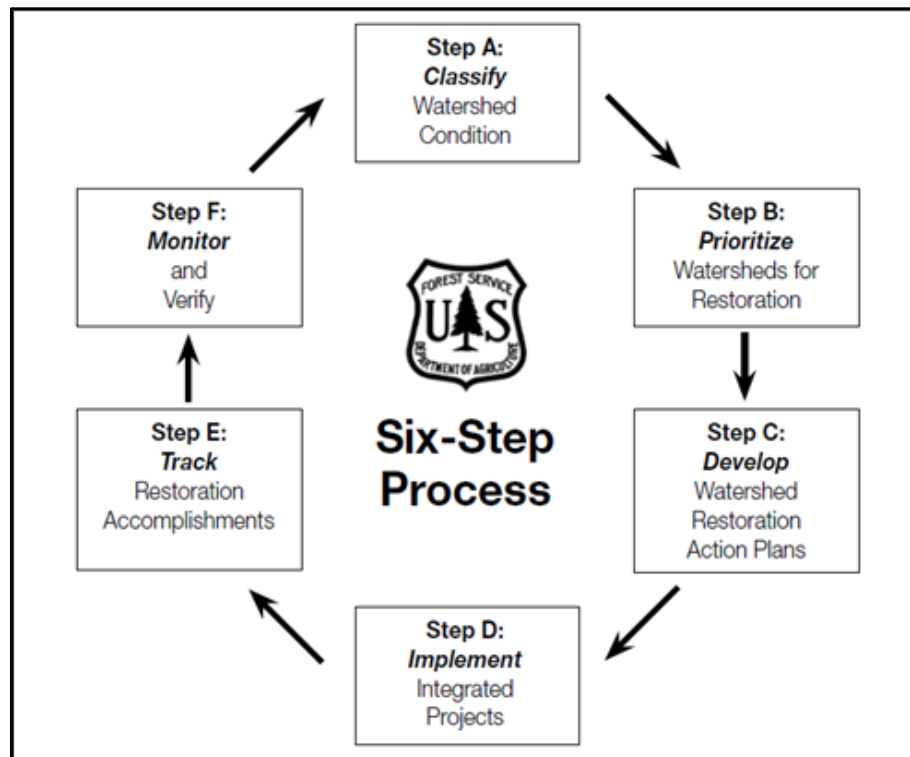 Step A:
Classify
Watershed
Condition
Step B:
Prioritize
Watersheds for
Restoration
Step C:
Develop
Watershed
Restoration
Action Plans
Step D:
Implement
Integrated
Projects
Step E:
Track
Restoration
Accomplishments
Step F:
Monitor
and
Verify
FOREST SERVICE
U S
DEPARTMENT OF AGRICULTURE
Six-Step
Process